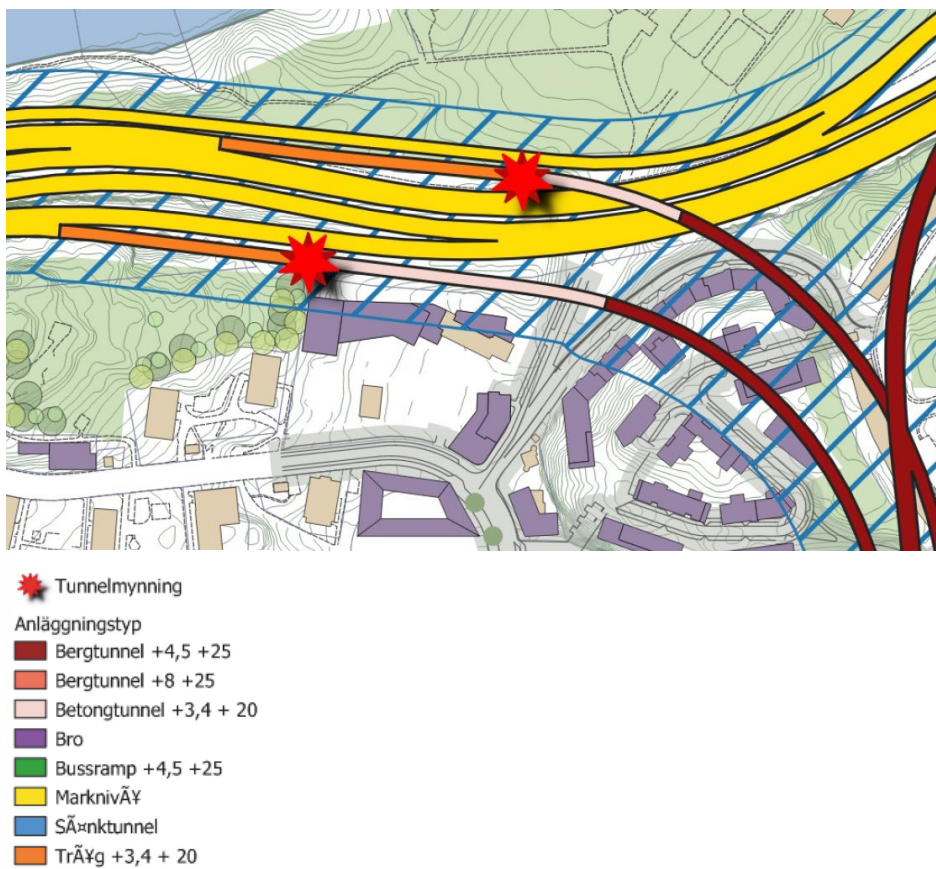 Tunnelmynning
Anläggningstyp
Bergtunnel +4,5 +25
Bergtunnel +8 +25
Betongtunnel +3,4 + 20
Bro
Bussramp +4,5 +25
MarknivÃ¥
SÃ¤nktunnel
TrÃ¥g +3,4 + 20